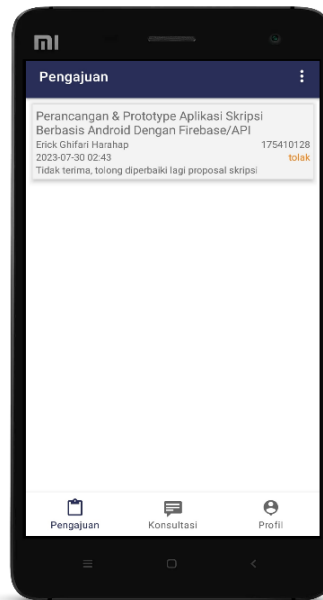 mi
Pengajuan
Perancangan & Prototype Aplikasi Skripsi
Berbasis Android Dengan Firebase/API
Erick Ghifari Harahap 175410128
2023-07-30 02:43 tolak
Tidak terima, tolong diperbaiki lagi proposal skripsi
Pengajuan Konsultasi Profil